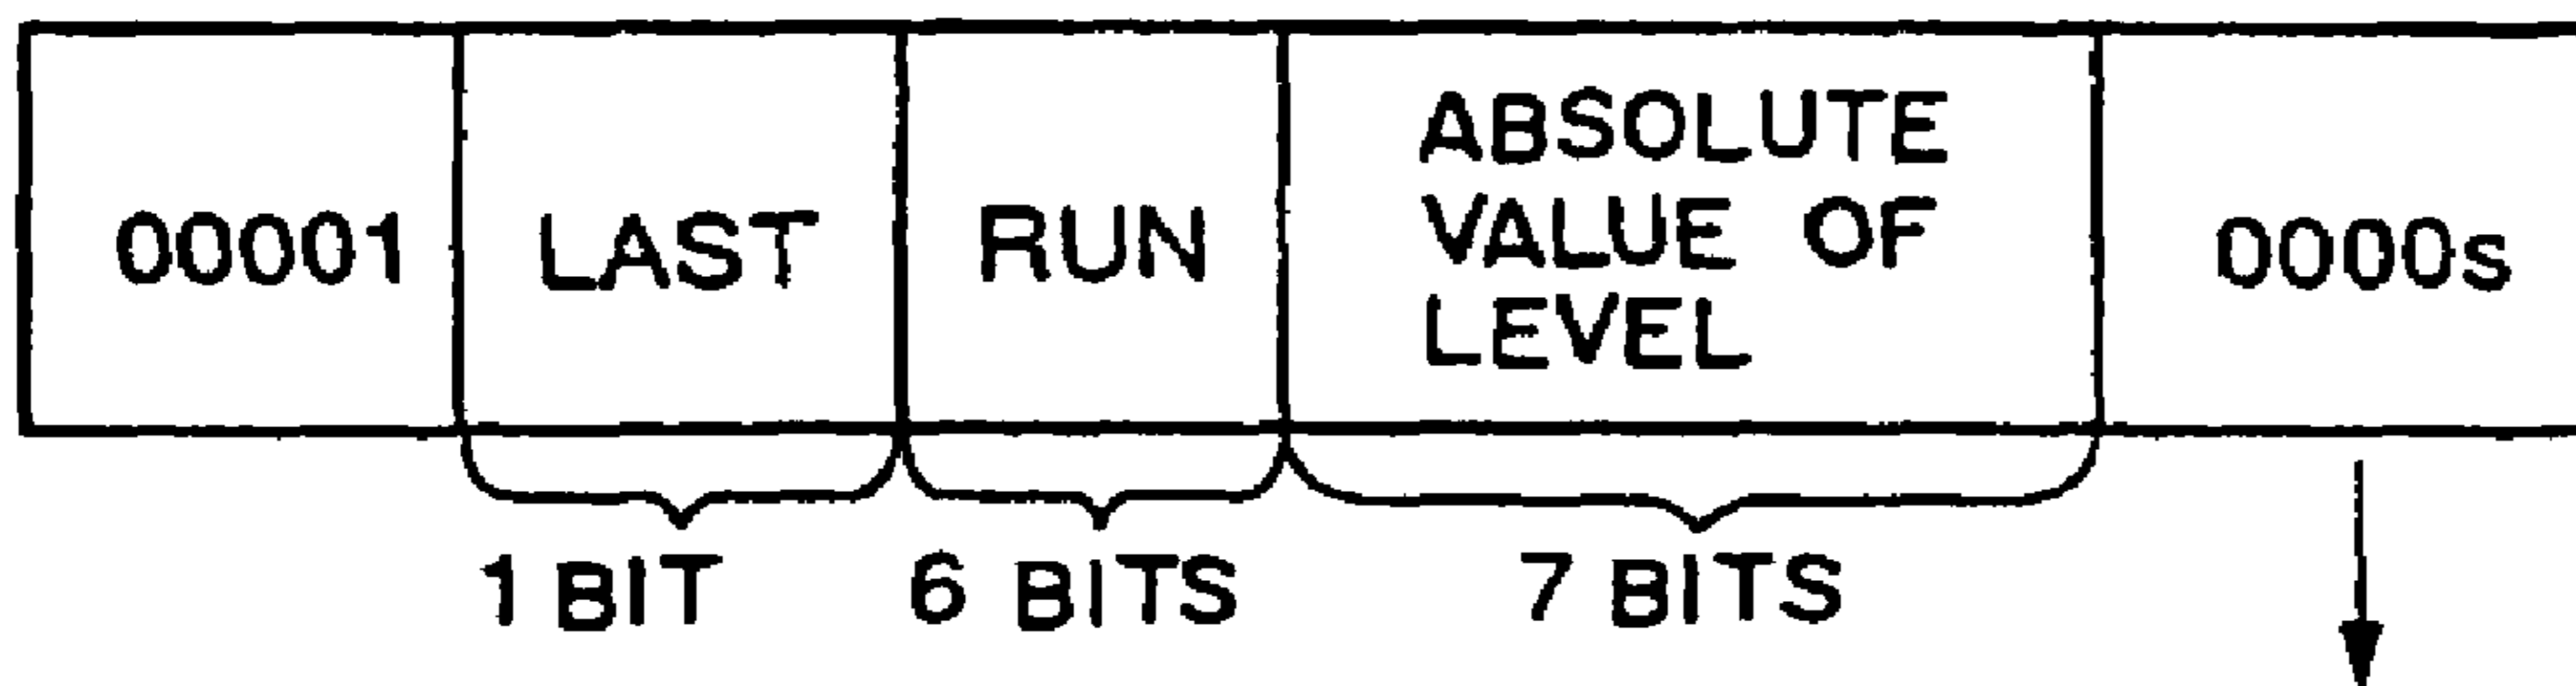 00001 LAST RUN ABSOLUTE VALUE OF LEVEL 0000s
1 BIT 6 BITS 7 BITS